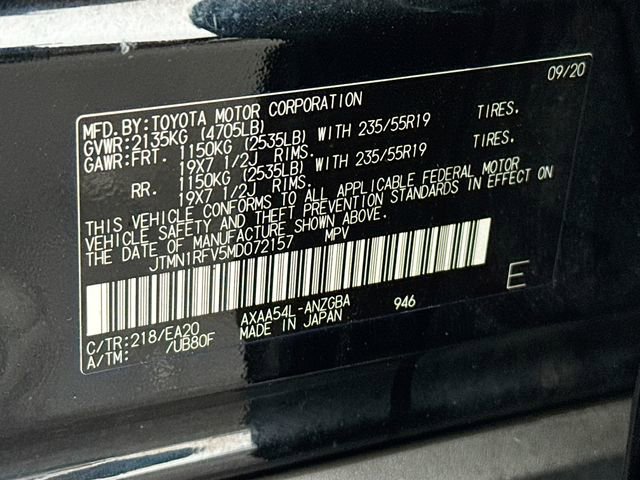 09/20
MFD.BY:TOYOTA MOTOR CORPORATION
GVWR:2135KG (4705LB)
GAWR:FRT. 1150KG (2535LB) WITH 235/55R19 TIRES.
19X7 1/2J RIMS.
RR. 1150KG (2535LB) WITH 235/55R19 TIRES.
19X7 1/2J RIMS.
THIS VEHICLE CONFORMS TO ALL APPLICABLE FEDERAL MOTOR
VEHICLE SAFETY AND THEFT PREVENTION STANDARDS IN EFFECT ON
THE DATE OF MANUFACTURE SHOWN ABOVE.
JTMN1RFV5MD072157 MPV
E
C/TR:218/EA20 AXAA54L-ANZGBA 946
A/TM: /UB80F MADE IN JAPAN